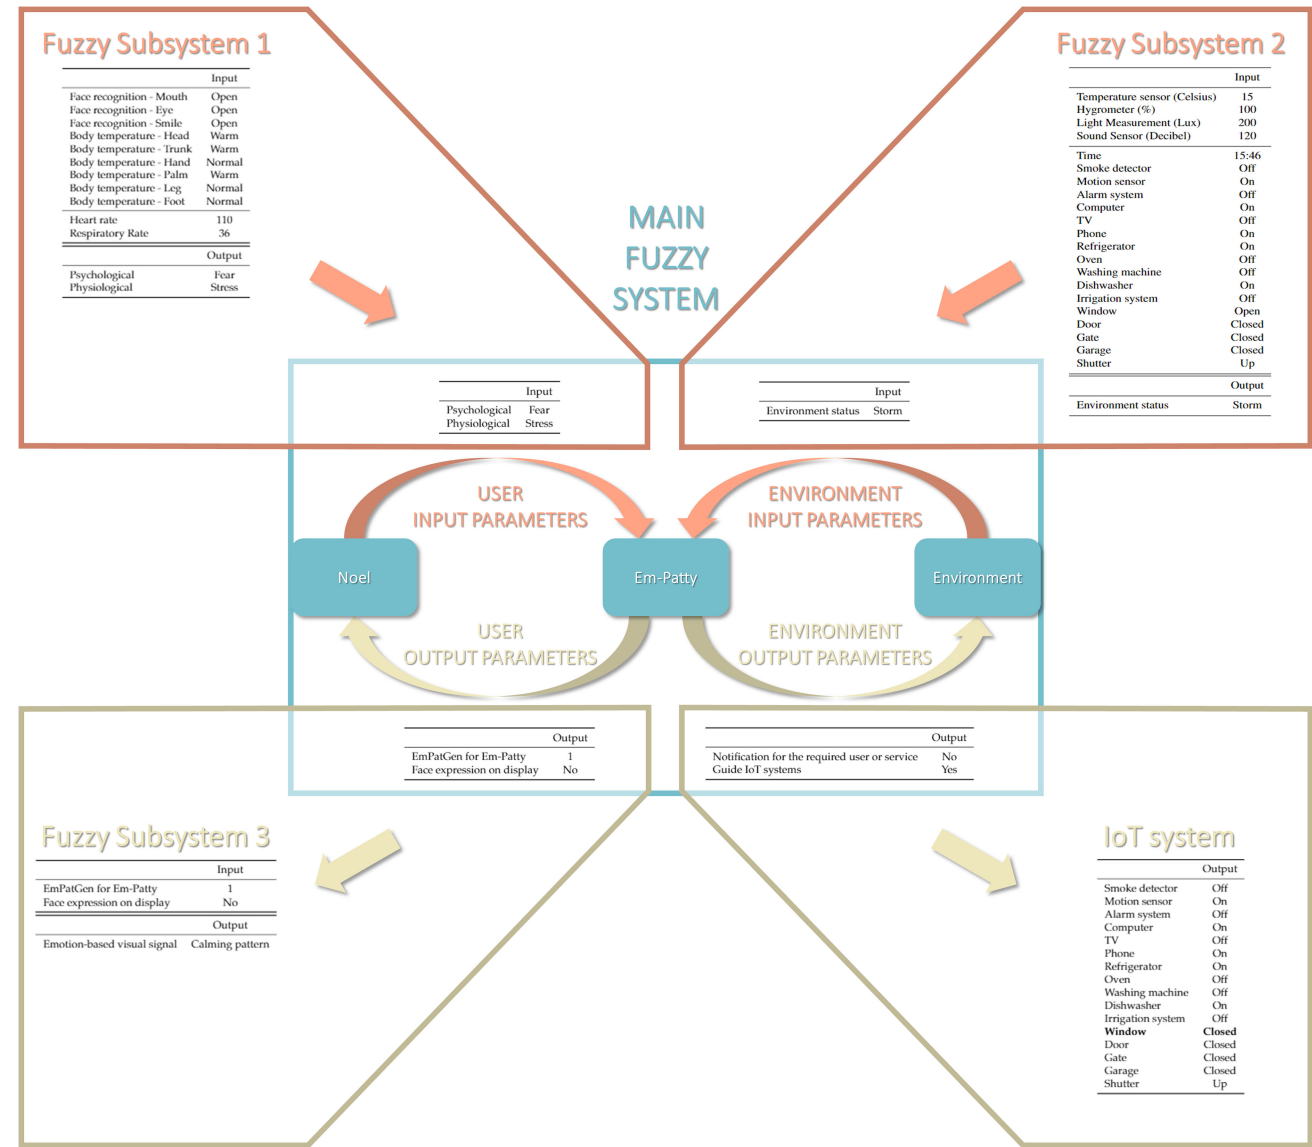 Fuzzy Subsystem 1
Input
Face recognition - Mouth Open
Face recognition - Eye Open
Face recognition - Smile Open
Body temperature - Head Warm
Body temperature - Trunk Warm
Body temperature - Hand Normal
Body temperature - Palm Warm
Body temperature - Leg Normal
Body temperature - Foot Normal
Heart rate 110
Respiratory Rate 36
Output
Psychological Fear
Physiological Stress
MAIN
FUZZY
SYSTEM
Fuzzy Subsystem 2
Input
Temperature sensor (Celsius) 15
Hygrometer (%) 100
Light Measurement (Lux) 200
Sound Sensor (Decibel) 120
Time 15:46
Smoke detector Off
Motion sensor On
Alarm system Off
Computer On
TV Off
Phone On
Refrigerator On
Oven Off
Washing machine Off
Dishwasher On
Irrigation system Off
Window Open
Door Closed
Gate Closed
Garage Closed
Shutter Up
Output
Environment status Storm
Input
Psychological Fear
Physiological Stress
Input
Environment status Storm
USER
INPUT PARAMETERS
ENVIRONMENT
INPUT PARAMETERS
Noel
Em-Patty
Environment
USER
OUTPUT PARAMETERS
ENVIRONMENT
OUTPUT PARAMETERS
Output
EmPatGen for Em-Patty 1
Face expression on display No
Output
Notification for the required user or service No
Guide IoT systems Yes
Fuzzy Subsystem 3
Input
EmPatGen for Em-Patty 1
Face expression on display No
Output
Emotion-based visual signal Calming pattern
IoT system
Output
Smoke detector Off
Motion sensor On
Alarm system Off
Computer On
TV Off
Phone On
Refrigerator On
Oven Off
Washing machine Off
Dishwasher On
Irrigation system Off
Window Closed
Door Closed
Gate Closed
Garage Closed
Shutter Up